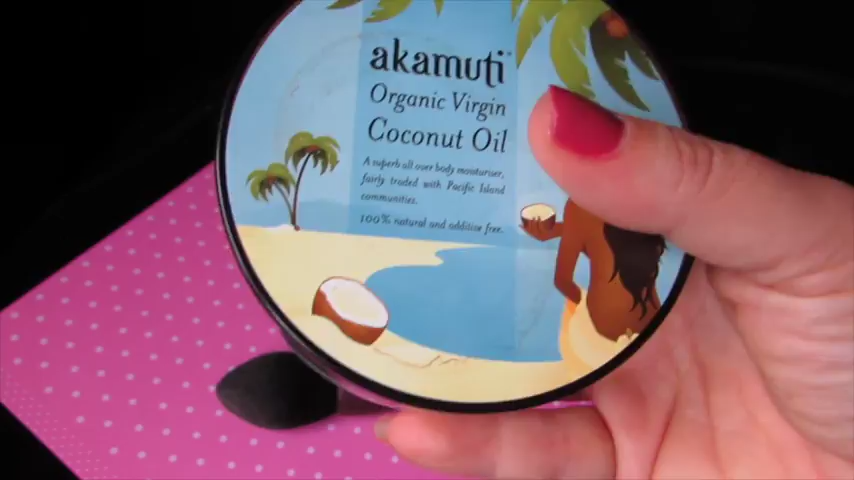 akamuti
Organic Virgin
Coconut Oil
A superb all over body moisturiser,
fairly traded with Pacific Island
communities.
100% natural and additive free.